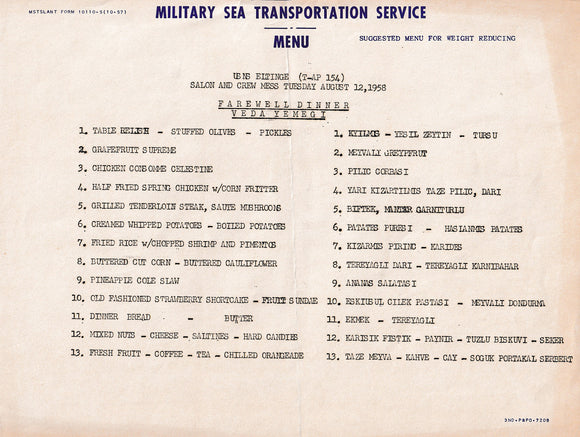 MSTSLANT FORM 10110-5(10-57)
MILITARY SEA TRANSPORTATION SERVICE
MENU
SUGGESTED MENU FOR WEIGHT REDUCING
USNS ELTINGE (T-AP 154)
SALON AND CREW MESS TUESDAY AUGUST 12,1958
FAREWELL DINNER
VEDA YEMEGI
1. TABLE RELISH - STUFFED OLIVES - PICKLES
2. GRAPEFRUIT SUPREME
3. CHICKEN CONSOMME CELESTINE
4. HALF FRIED SPRING CHICKEN w/CORN FRITTER
5. GRILLED TENDERLOIN STEAK, SAUTE MUSHROOMS
6. CREAMED WHIPPED POTATOES - BOILED POTATOES
7. FRIED RICE w/CHOPPED SHRIMP AND PIMENTOS
8. BUTTERED CUT CORN - BUTTERED CAULIFLOWER
9. PINEAPPLE COLE SLAW
10. OLD FASHIONED STRAWBERRY SHORTCAKE - FRUIT SUNDAE
11. DINNER BREAD - BUTTER
12. MIXED NUTS - CHEESE - SALTINES - HARD CANDIES
13. FRESH FRUIT - COFFEE - TEA - CHILLED ORANGEADE
1. - YESIL ZEYTIN - TURSU
2. MEYVALI GREYPFRUT
3. PILIC CORBASI
4. YARI KIZARTILMIS TAZE PILIC, DARI
5. BIFTEK, MANTAR GARNITURLU
6. PATATES PURESI - HASLANMIS PATATES
7. KIZARMIS PIRINC - KARIDES
8. TEREYAGLI DARI - TEREYAGLI KARNIBAHAR
9. ANANAS SALATASI
10. ESKIUSUL CILEK PASTASI - MEYVALI DONDURMA
11. EKMEK - TEREYAGLI
12. KARISIK FISTIK - PAYNIR - TUZLU BISKUVI - SEKER
13. TAZE MEYVA - KAHVE - CAY - SOGUK PORTAKAL SERBERT
3ND-P&PO-7208